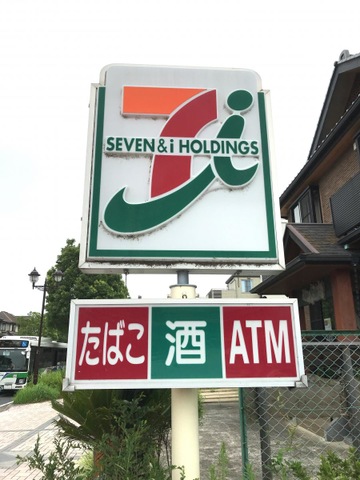 SEVEN & i HOLDINGS
たばこ 酒 ATM